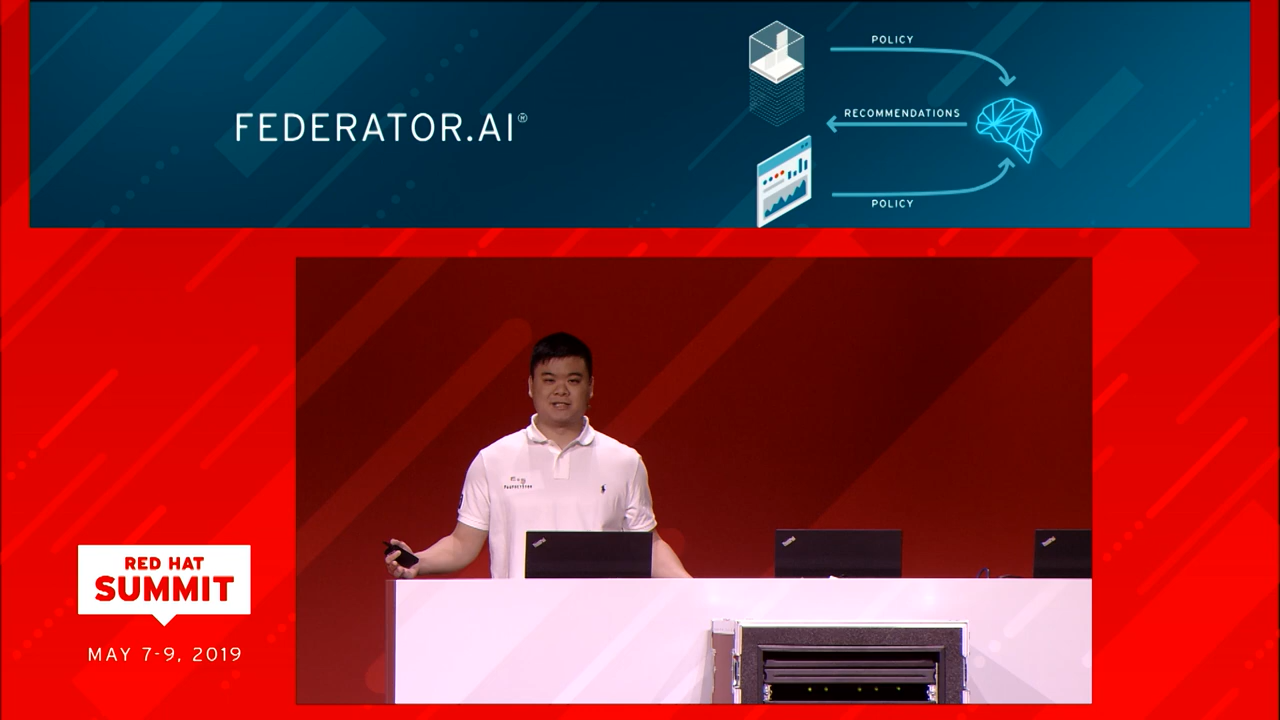 FEDERATOR.AI®
POLICY
RECOMMENDATIONS
POLICY
RED HAT
SUMMIT
MAY 7-9, 2019